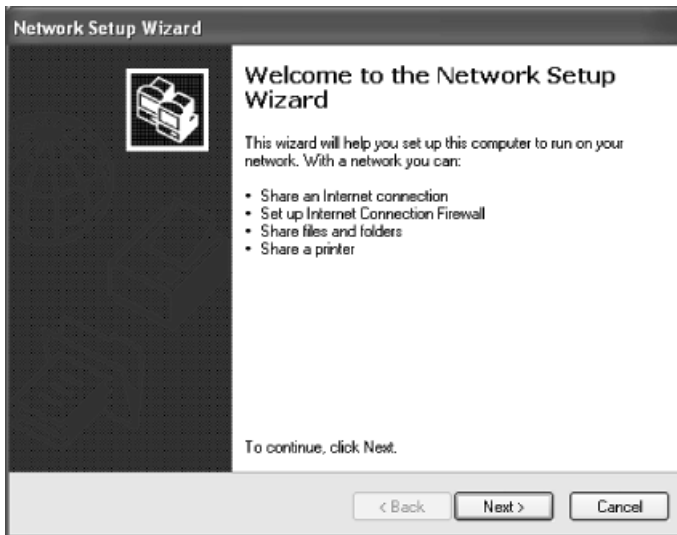 Network Setup Wizard
Welcome to the Network Setup
Wizard
This wizard will help you set up this computer to run on your
network. With a network you can:
• Share an Internet connection
• Set up Internet Connection Firewall
• Share files and folders
• Share a printer
To continue, click Next.
< Back
Next >
Cancel